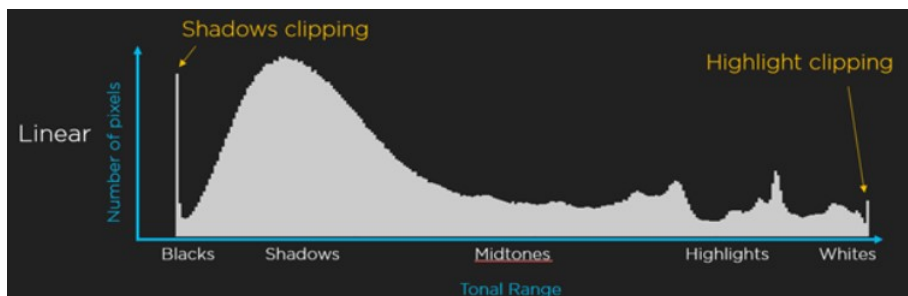 Shadows clipping
Highlight clipping
Linear
Number of pixels
Blacks Shadows Midtones Highlights Whites
Tonal Range